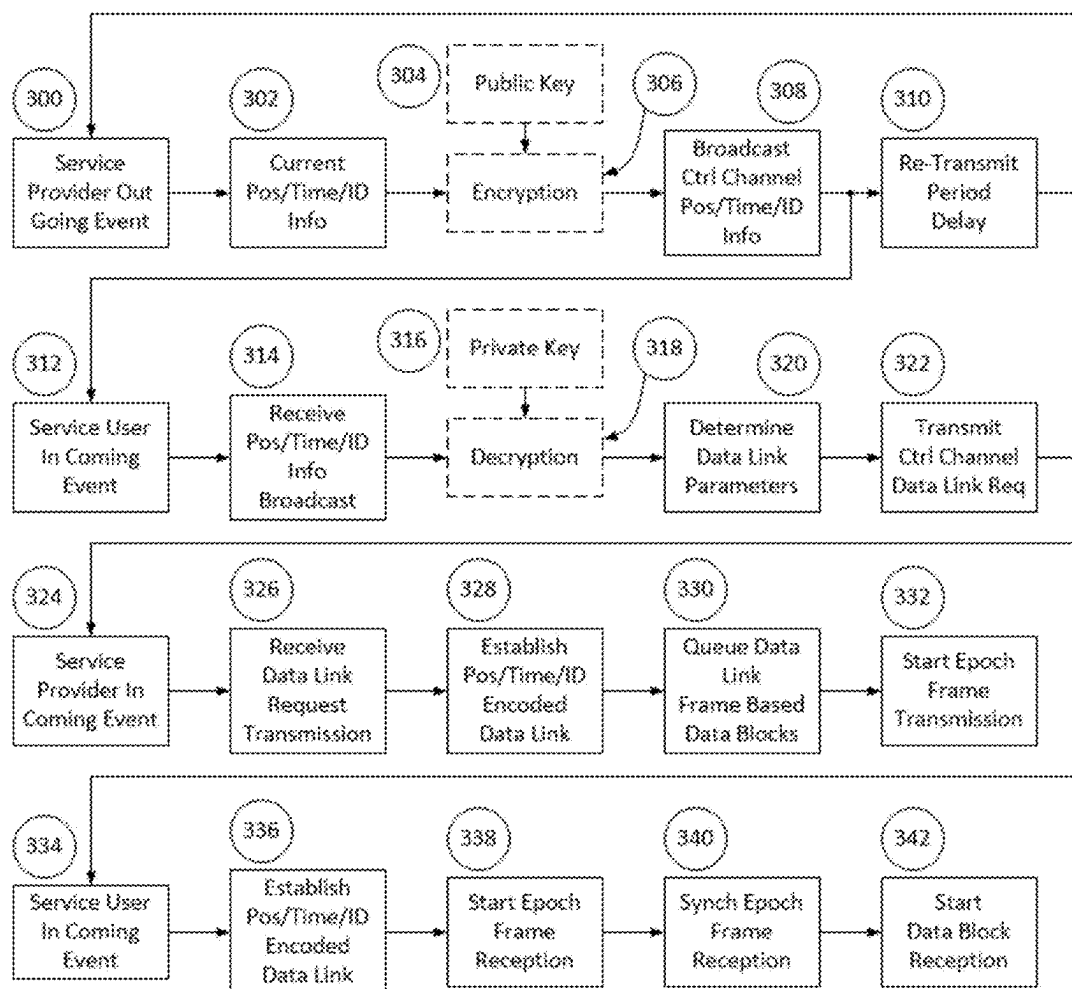 300
Service
Provider Out
Going Event
302
Current
Pos/Time/ID
Info
304
Public Key
306
Encryption
308
Broadcast
Ctrl Channel
Pos/Time/ID
Info
310
Re-Transmit
Period
Delay
312
Service User
In Coming
Event
314
Receive
Pos/Time/ID
Info
Broadcast
316
Private Key
318
Decryption
320
Determine
Data Link
Parameters
322
Transmit
Ctrl Channel
Data Link Req
324
Service
Provider In
Coming Event
326
Receive
Data Link
Request
Transmission
328
Establish
Pos/Time/ID
Encoded
Data Link
330
Queue Data
Link
Frame Based
Data Blocks
332
Start Epoch
Frame
Transmission
334
Service User
In Coming
Event
336
Establish
Pos/Time/ID
Encoded
Data Link
338
Start Epoch
Frame
Reception
340
Synch Epoch
Frame
Reception
342
Start
Data Block
Reception